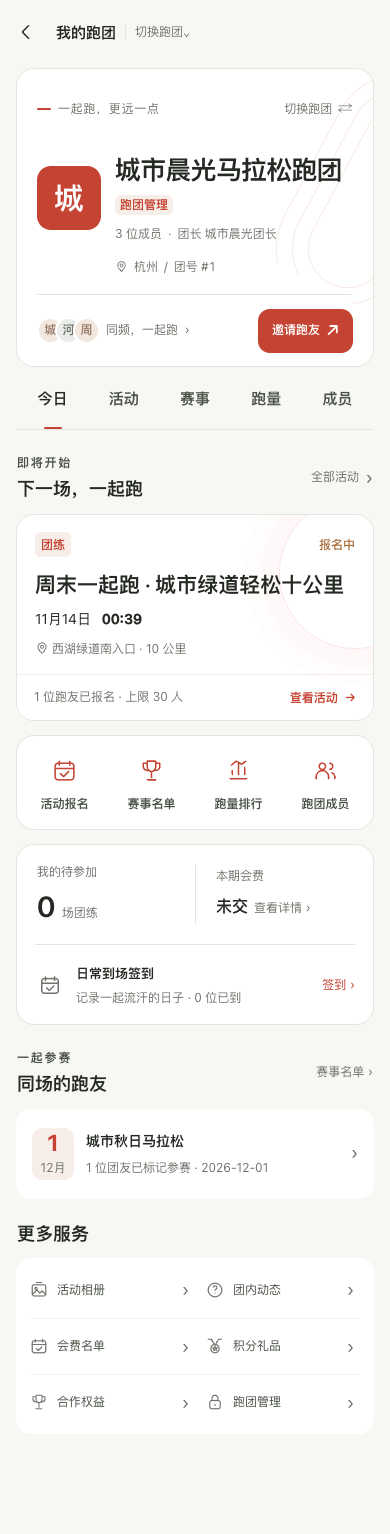 我的跑团 切换跑团
一起跑，更远一点 切换跑团
城 城市晨光马拉松跑团
跑团管理
3 位成员 · 团长 城市晨光团长
杭州 / 团号 #1
城 河 周 同频，一起跑 › 邀请跑友
今日 活动 赛事 跑量 成员
即将开始
下一场，一起跑 全部活动 ›
团练 报名中
周末一起跑 · 城市绿道轻松十公里
11月14日 00:39
西湖绿道南入口 · 10 公里
1 位跑友已报名 · 上限 30 人 查看活动 →
活动报名 赛事名单 跑量排行 跑团成员
我的待参加 本期会费
0 场团练 未交 查看详情 ›
日常到场签到
记录一起流汗的日子 · 0 位已到 签到 ›
一起参赛
同场的跑友 赛事名单 ›
1 城市秋日马拉松
12月 1 位团友已标记参赛 · 2026-12-01 ›
更多服务
活动相册 › 团内动态 ›
会费名单 › 积分礼品 ›
合作权益 › 跑团管理 ›